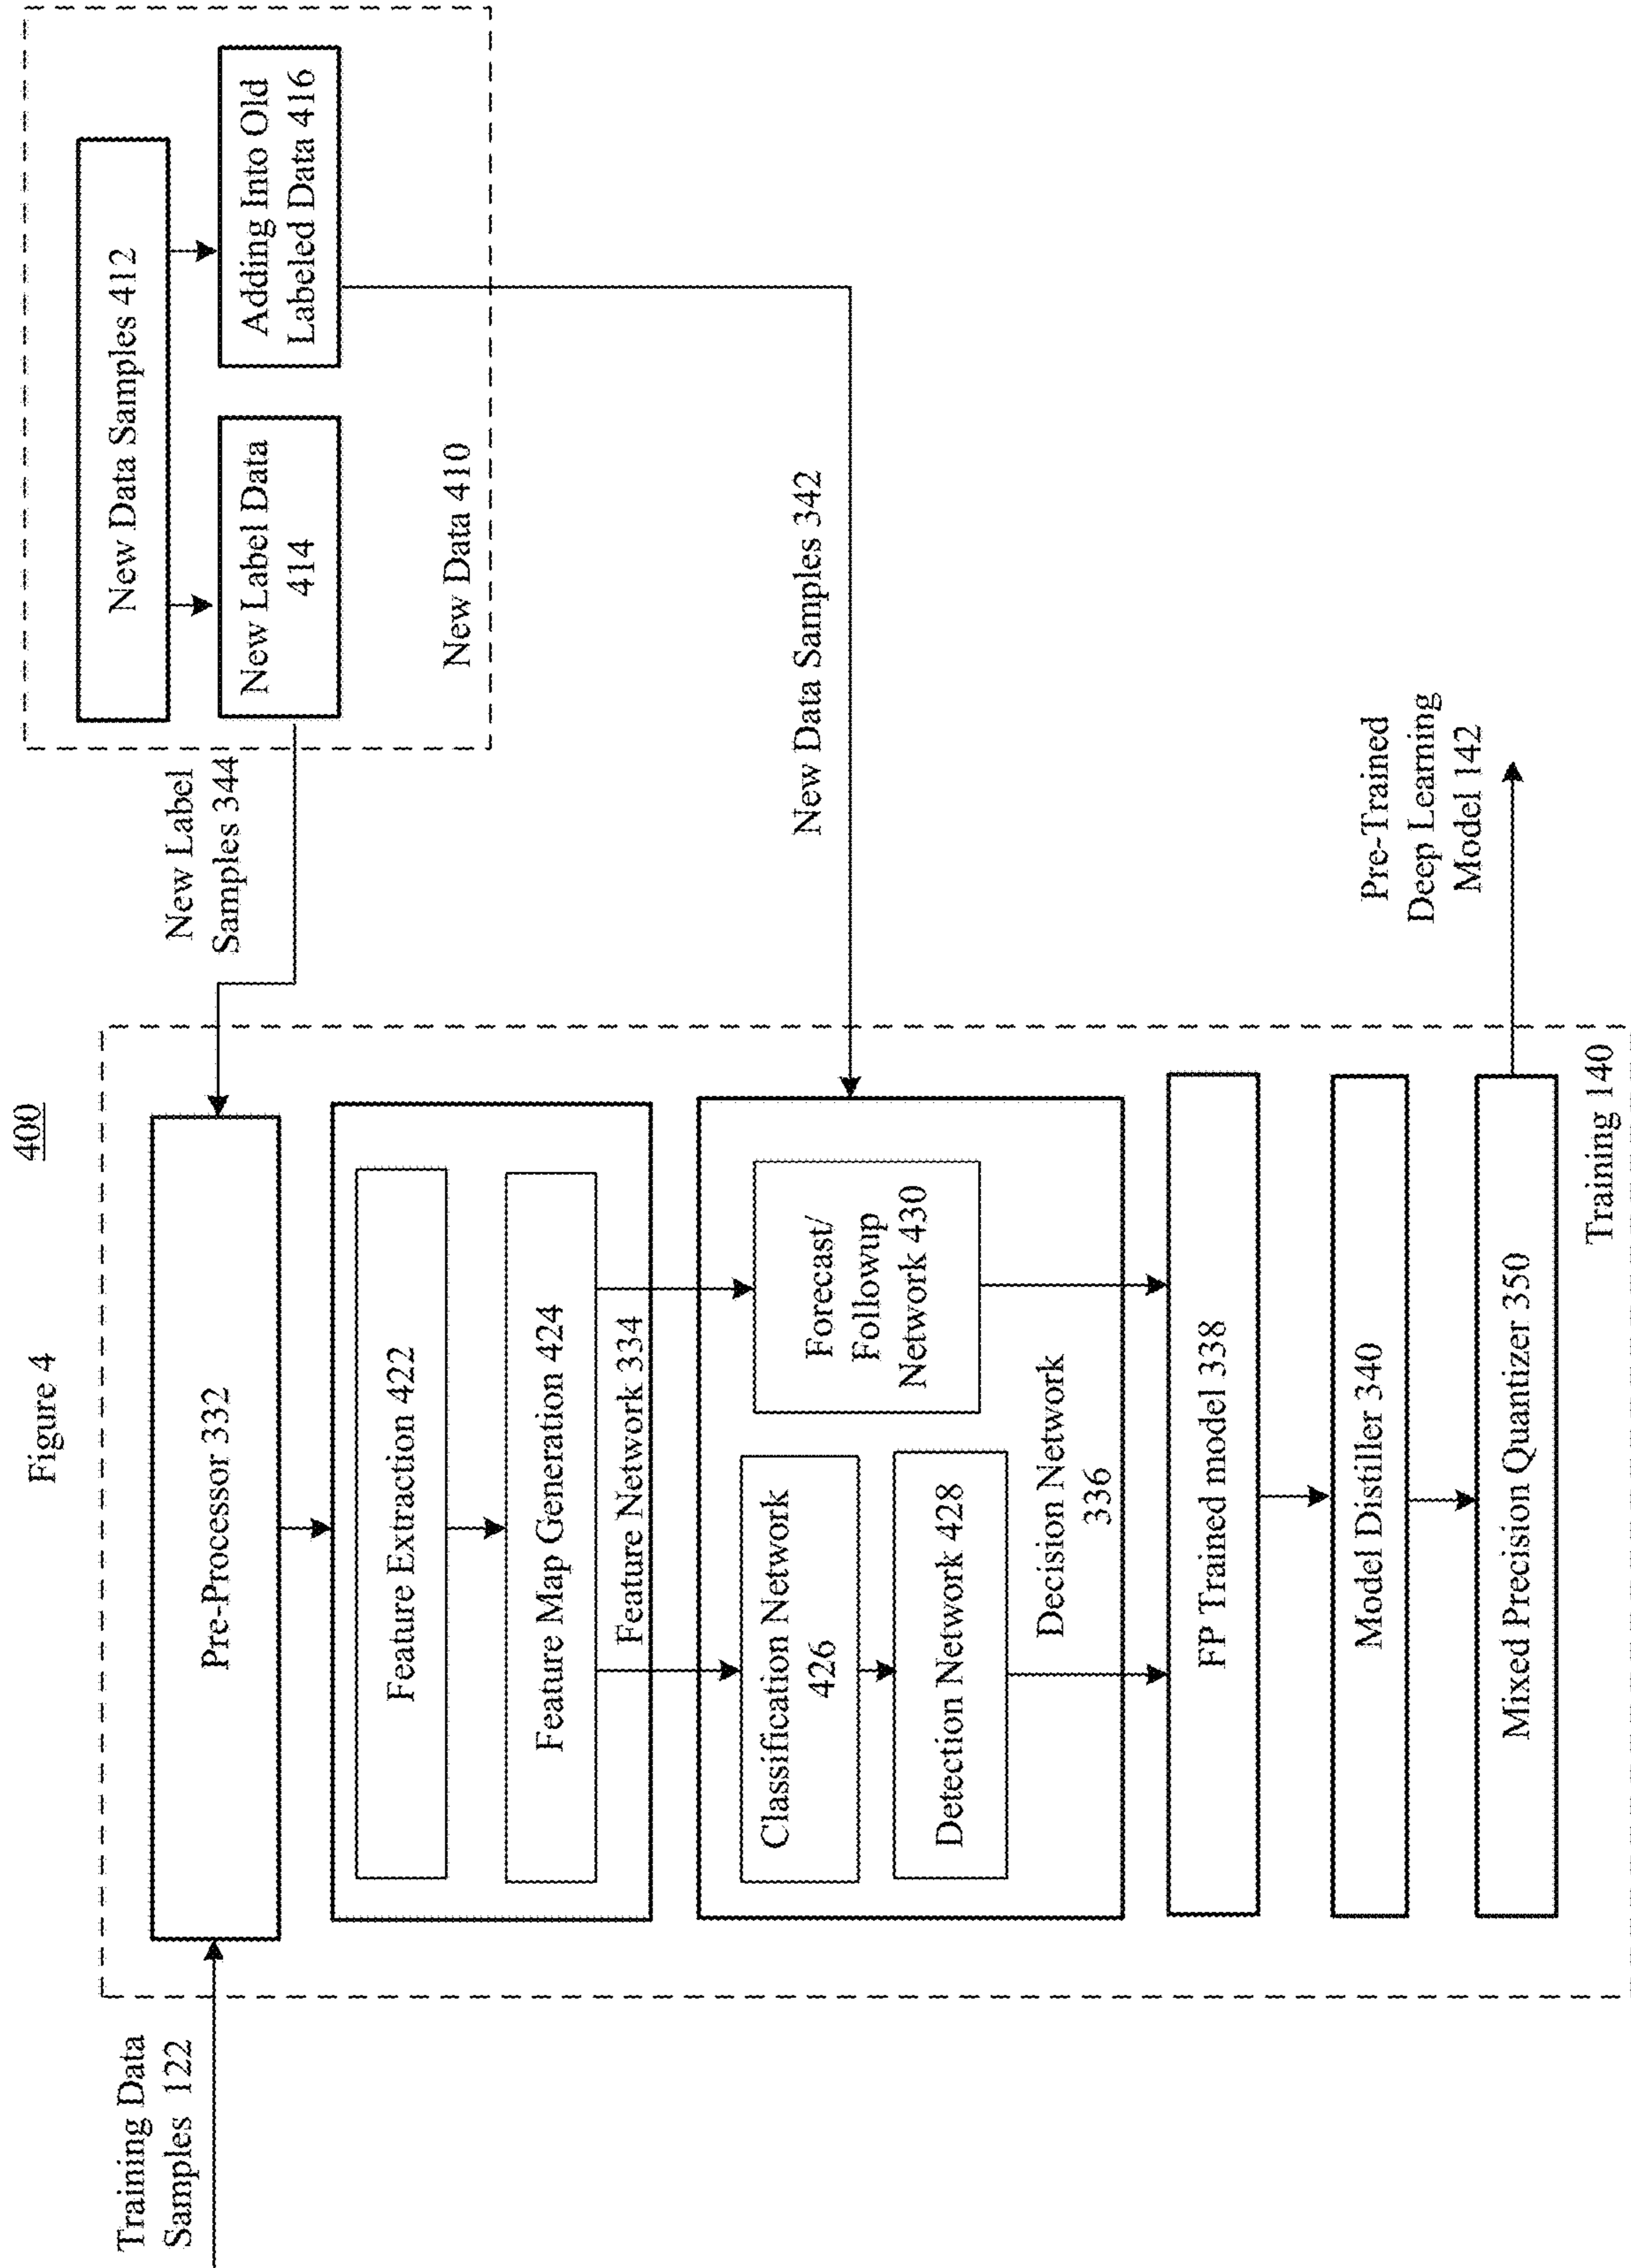 Figure 4
400
Training Data
Samples 122
Pre-Processor 332
Feature Extraction 422
Feature Map Generation 424
Feature Network 334
Classification Network
426
Detection Network 428
Forecast/
Followup
Network 430
Decision Network
336
FP Trained model 338
Model Distiller 340
Mixed Precision Quantizer 350
Training 140
New Label
Samples 344
New Data Samples 412
New Label Data
414
Adding Into Old
Labeled Data 416
New Data 410
New Data Samples 342
Pre-Trained
Deep Learning
Model 142